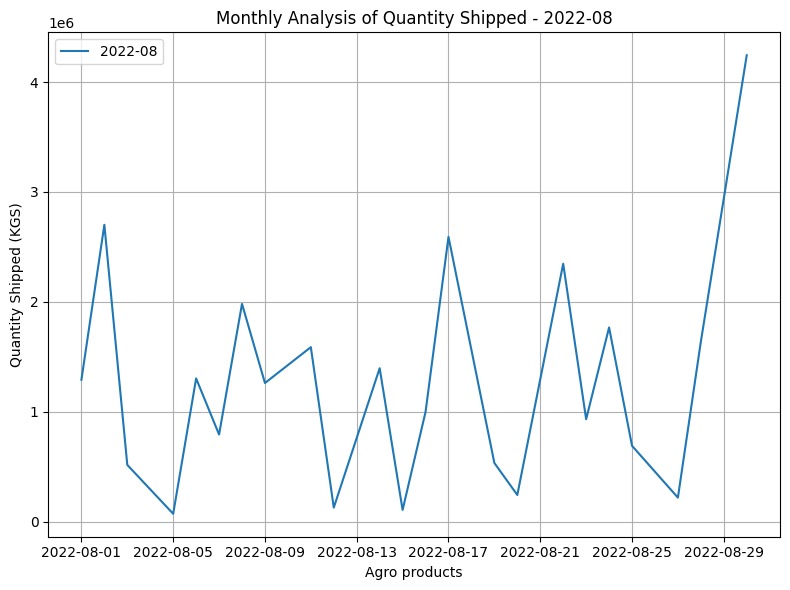 Monthly Analysis of Quantity Shipped - 2022-08
1e6
2022-08
4
3
2
1
0
Quantity Shipped (KGS)
2022-08-01 2022-08-05 2022-08-09 2022-08-13 2022-08-17 2022-08-21 2022-08-25 2022-08-29
Agro products